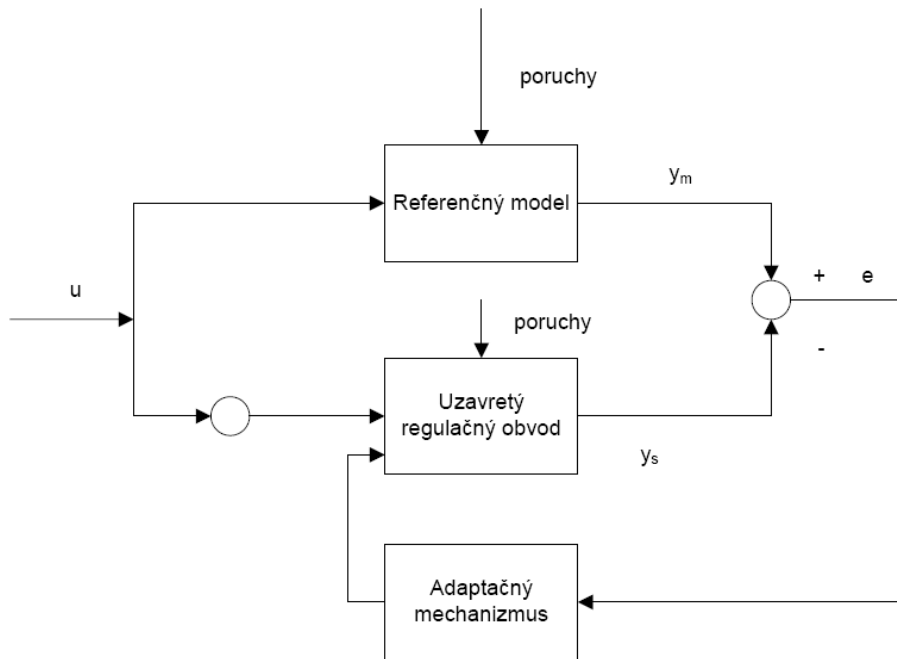 poruchy
Referenčný model
yₘ
u
+ e
poruchy
-
Uzavretý
regulačný obvod
yₛ
Adaptačný
mechanizmus